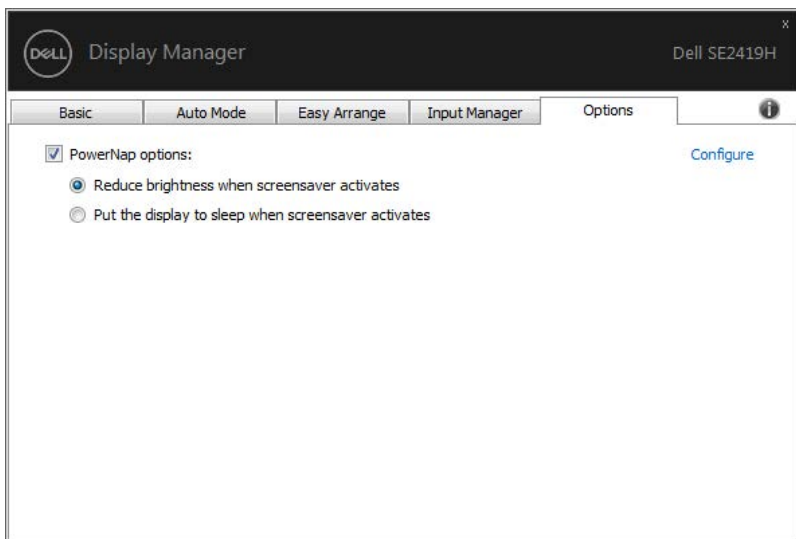 x
DELL Display Manager Dell SE2419H
Basic Auto Mode Easy Arrange Input Manager Options i
PowerNap options: Configure
Reduce brightness when screensaver activates
Put the display to sleep when screensaver activates